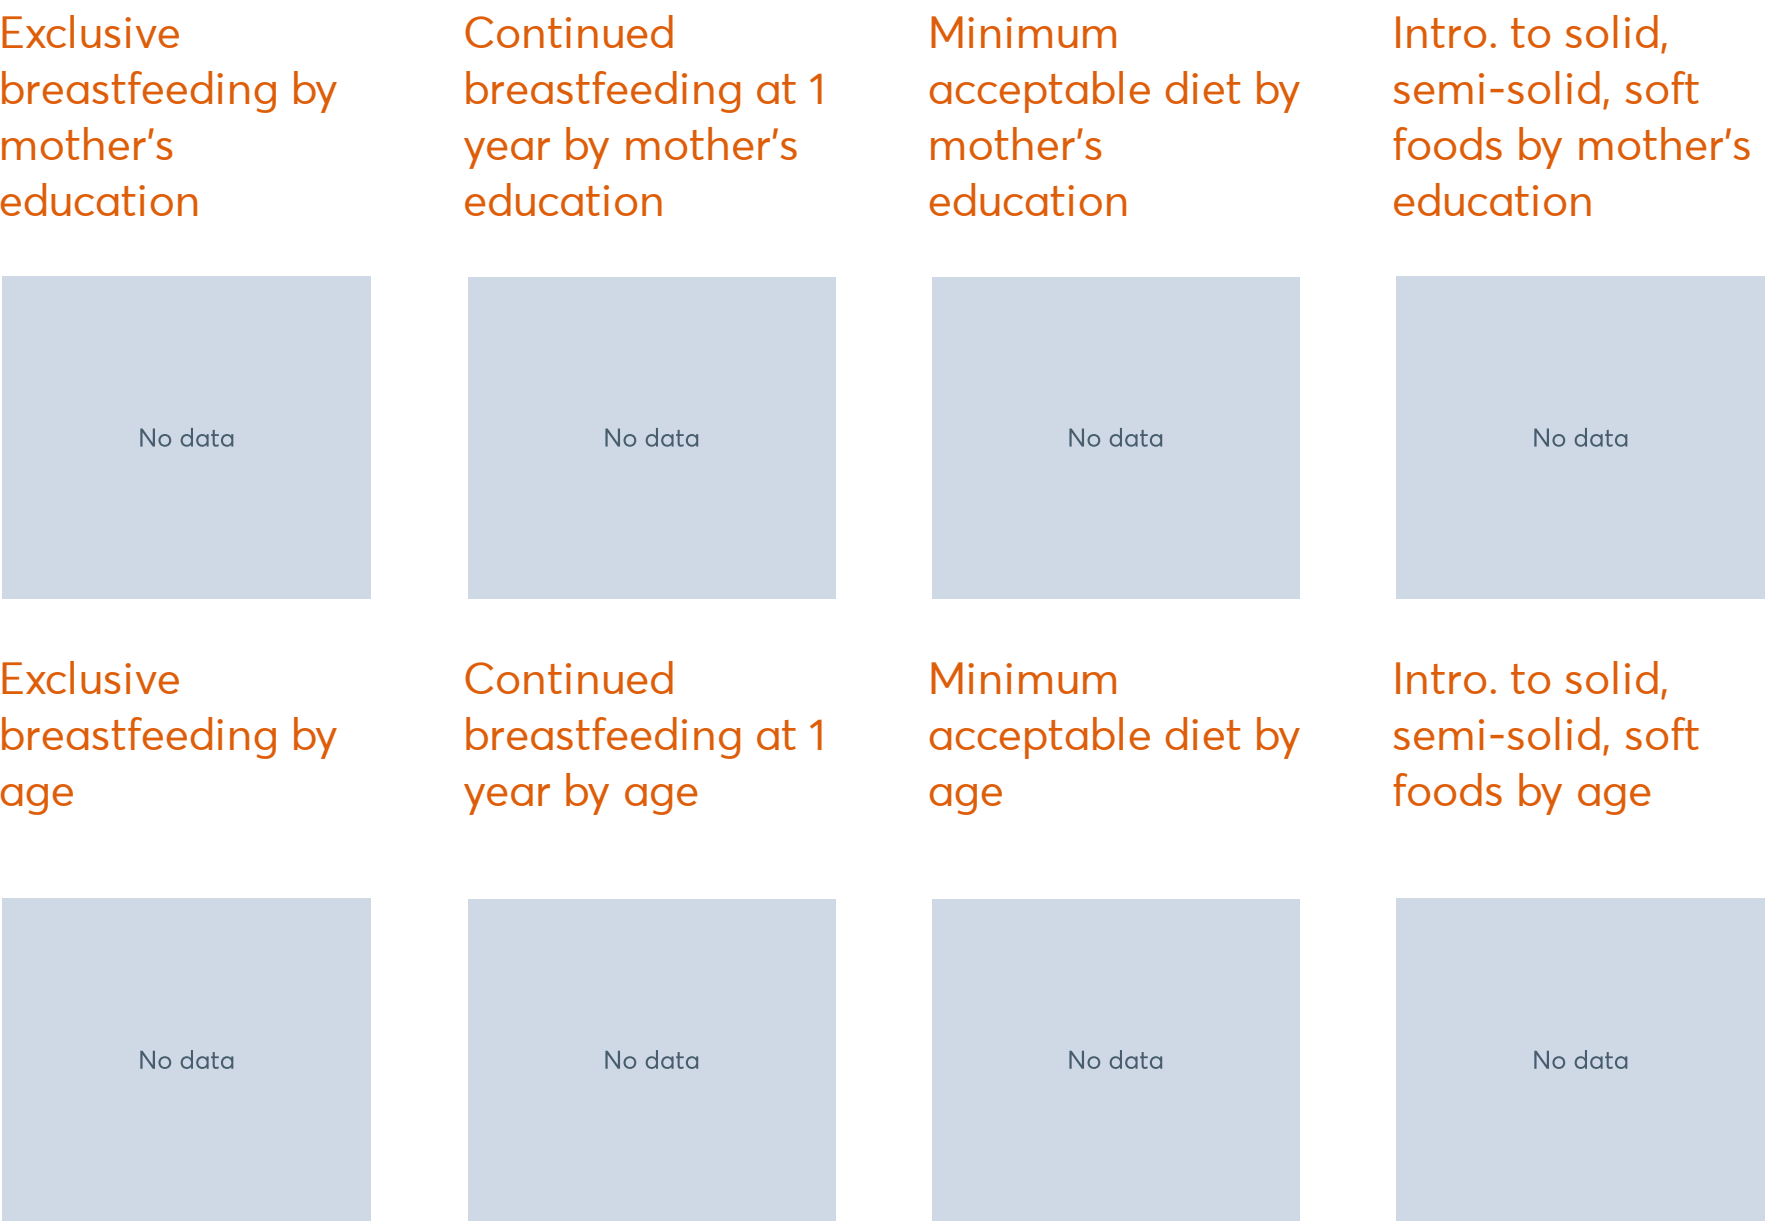 Exclusive
breastfeeding by
mother's
education
Continued
breastfeeding at 1
year by mother's
education
Minimum
acceptable diet by
mother's
education
Intro. to solid,
semi-solid, soft
foods by mother's
education
No data
No data
No data
No data
Exclusive
breastfeeding by
age
Continued
breastfeeding at 1
year by age
Minimum
acceptable diet by
age
Intro. to solid,
semi-solid, soft
foods by age
No data
No data
No data
No data